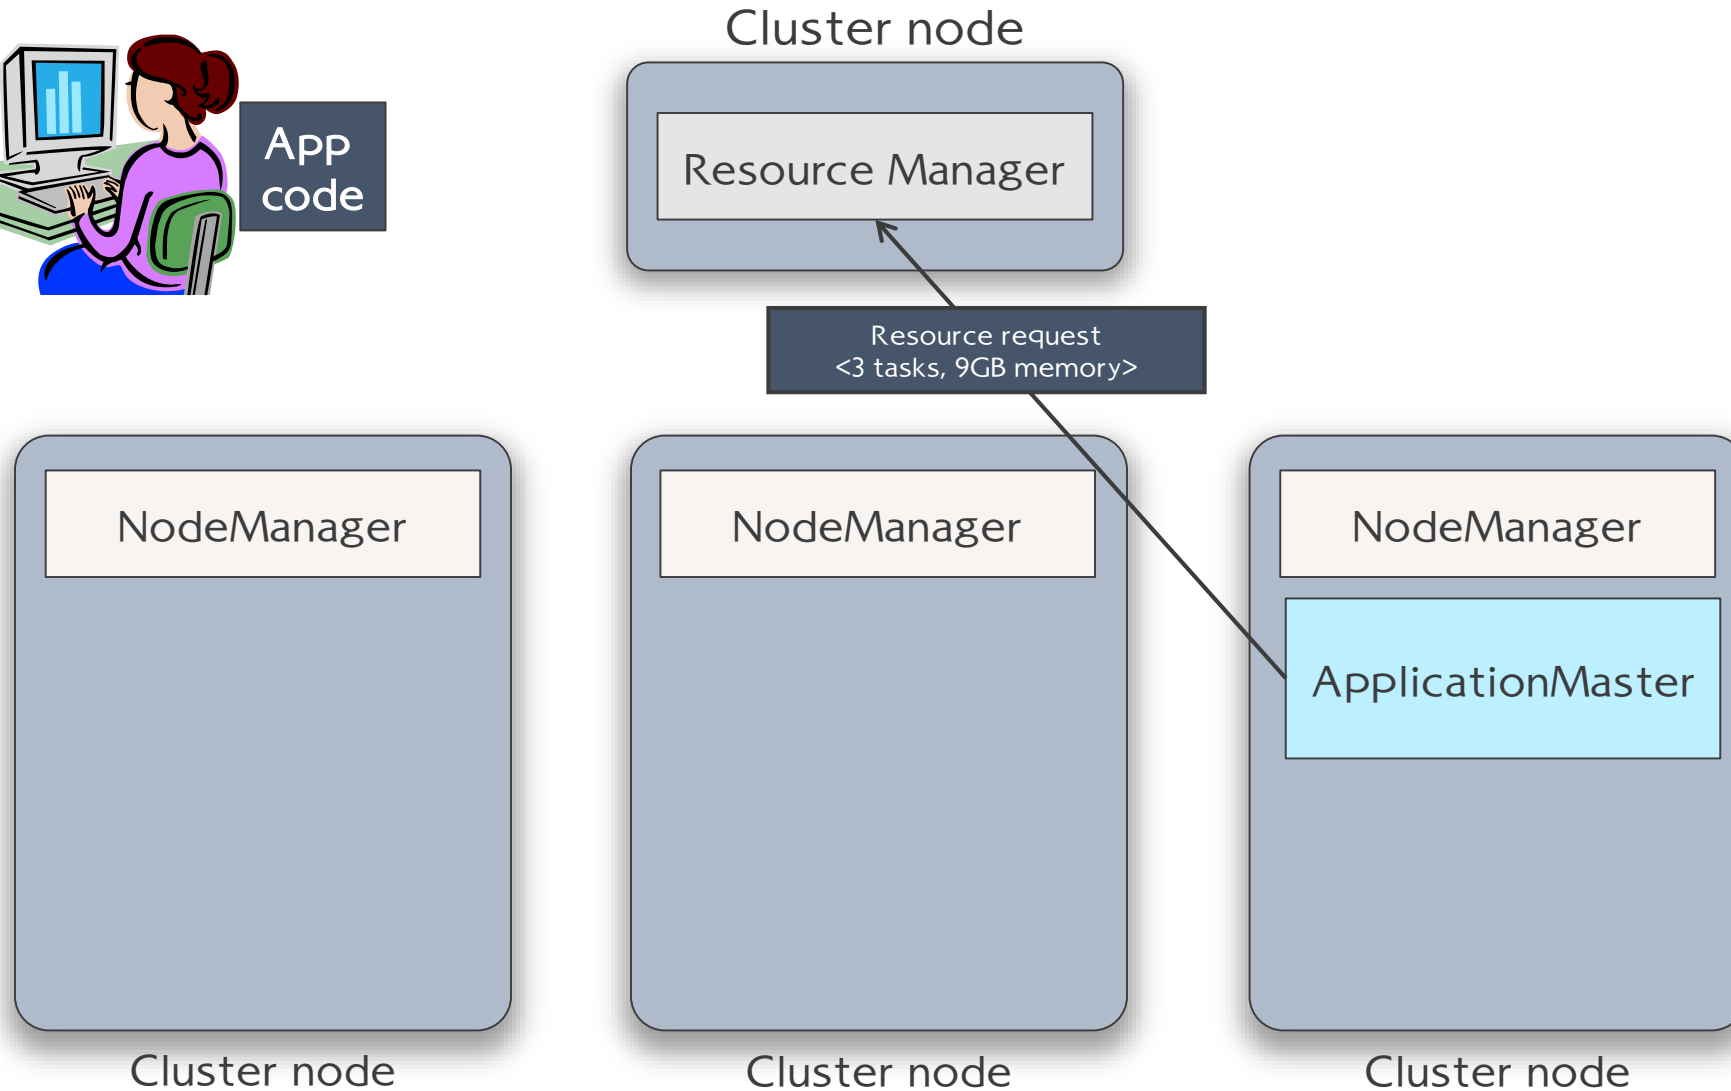 Cluster node
App
code
Resource Manager
Resource request
<3 tasks, 9GB memory>
NodeManager
NodeManager
NodeManager
ApplicationMaster
Cluster node
Cluster node
Cluster node